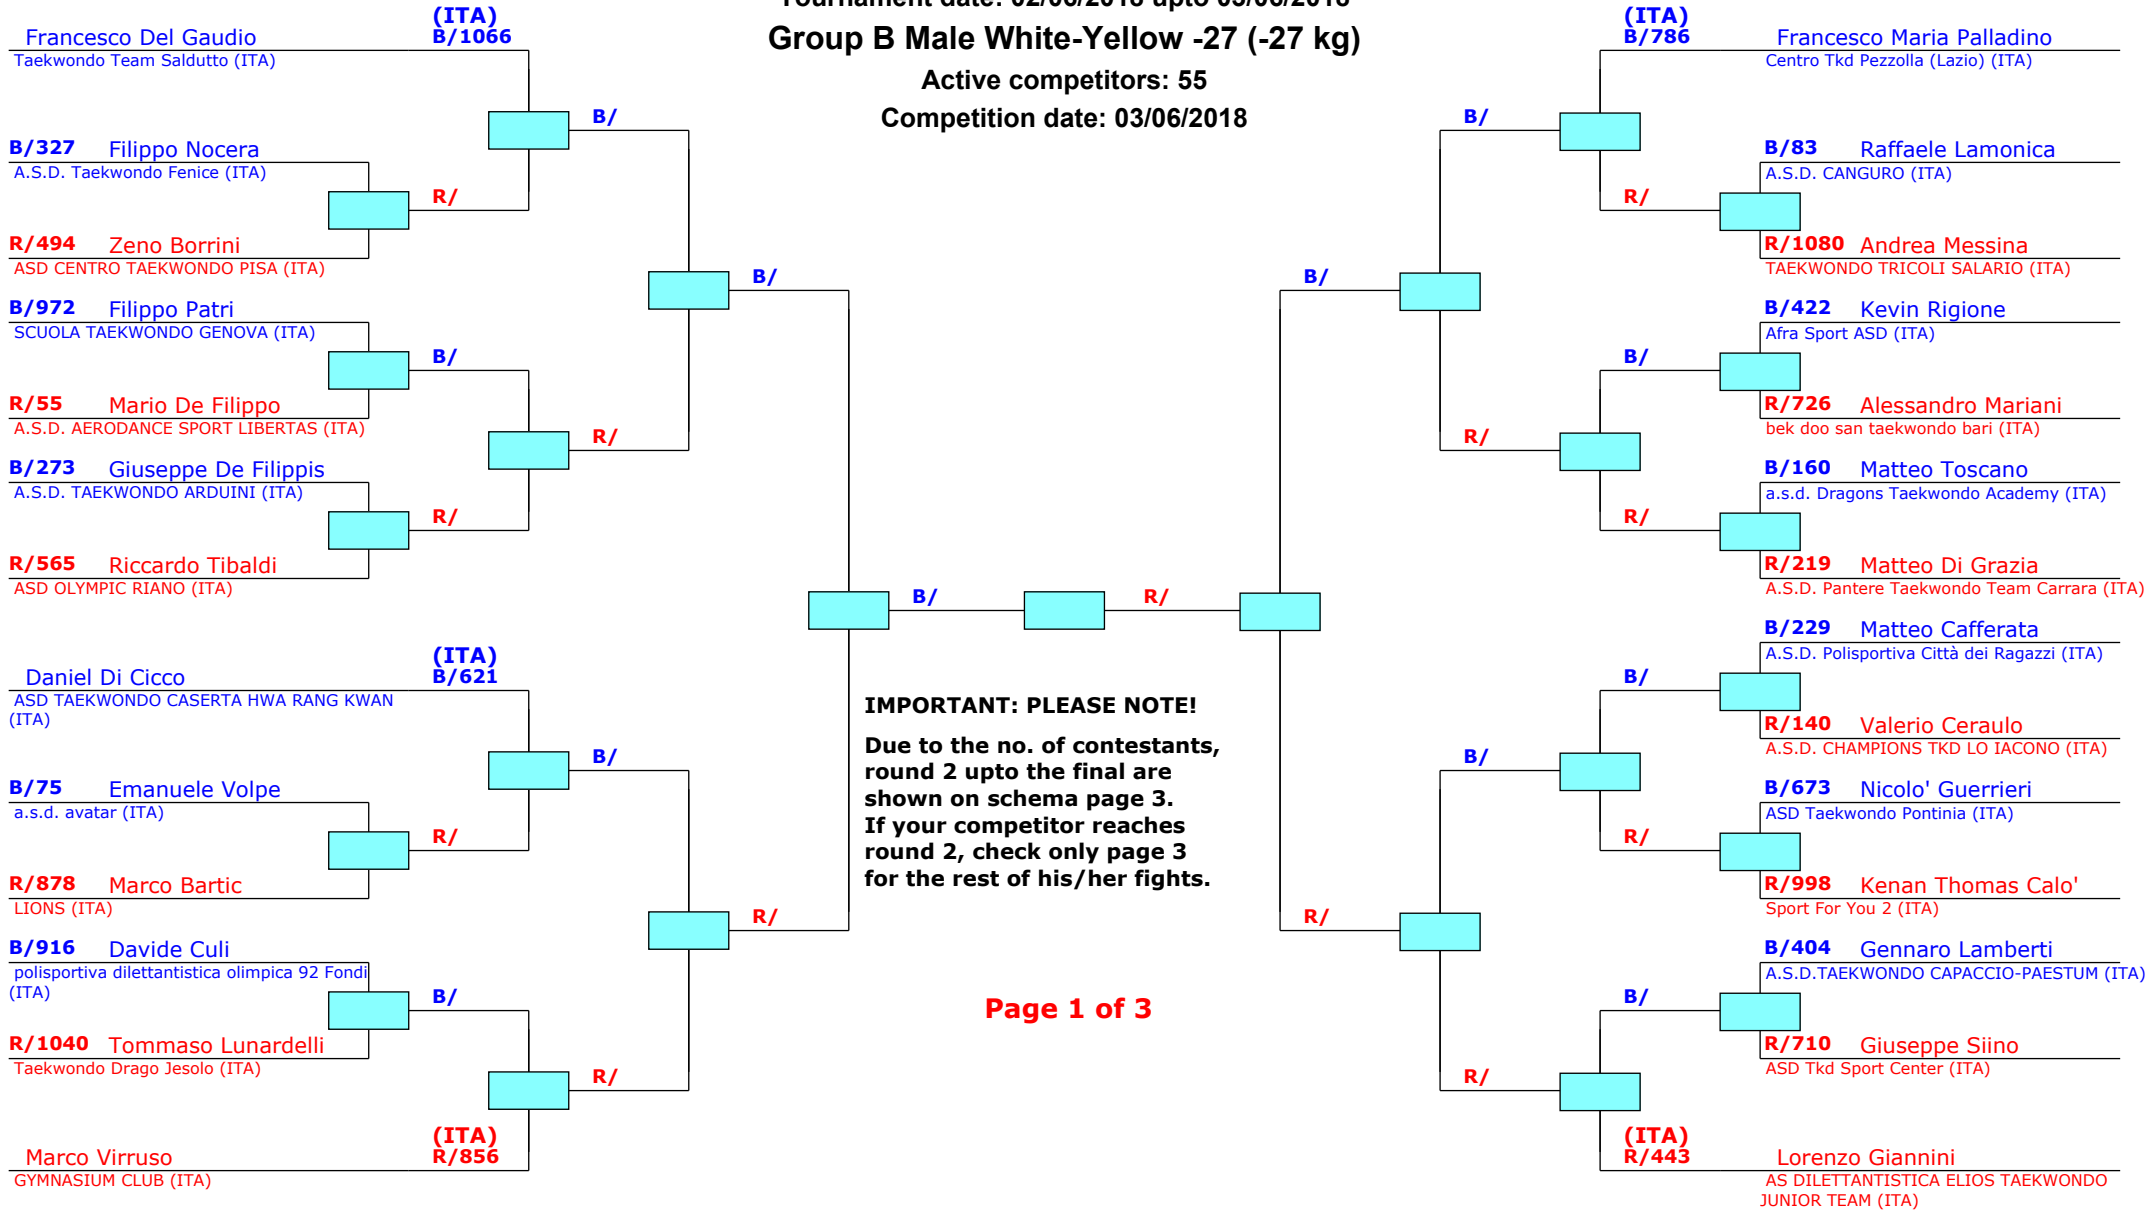 Tournament date: 02/06/2018 upto 03/06/2018
Group B Male White-Yellow -27 (-27 kg)
Active competitors: 55
Competition date: 03/06/2018
(ITA)
Francesco Del Gaudio B/1066
Taekwondo Team Saldutto (ITA)
B/
B/327 Filippo Nocera
A.S.D. Taekwondo Fenice (ITA)
R/
R/494 Zeno Borrini
ASD CENTRO TAEKWONDO PISA (ITA)
B/
B/972 Filippo Patri
SCUOLA TAEKWONDO GENOVA (ITA)
B/
R/55 Mario De Filippo
A.S.D. AERODANCE SPORT LIBERTAS (ITA)
R/
B/273 Giuseppe De Filippis
A.S.D. TAEKWONDO ARDUINI (ITA)
R/
R/565 Riccardo Tibaldi
ASD OLYMPIC RIANO (ITA)
B/
(ITA)
Daniel Di Cicco B/621
ASD TAEKWONDO CASERTA HWA RANG KWAN
(ITA)
B/
B/75 Emanuele Volpe
a.s.d. avatar (ITA)
R/
R/878 Marco Bartic
LIONS (ITA)
R/
B/916 Davide Culi
polisportiva dilettantistica olimpica 92 Fondi
(ITA)
B/
R/1040 Tommaso Lunardelli
Taekwondo Drago Jesolo (ITA)
R/
(ITA)
Marco Virruso R/856
GYMNASIUM CLUB (ITA)
IMPORTANT: PLEASE NOTE!
Due to the no. of contestants,
round 2 upto the final are
shown on schema page 3.
If your competitor reaches
round 2, check only page 3
for the rest of his/her fights.
Page 1 of 3
(ITA)
B/786 Francesco Maria Palladino
Centro Tkd Pezzolla (Lazio) (ITA)
B/
B/83 Raffaele Lamonica
A.S.D. CANGURO (ITA)
R/
R/1080 Andrea Messina
TAEKWONDO TRICOLI SALARIO (ITA)
B/
B/422 Kevin Rigione
Afra Sport ASD (ITA)
B/
R/726 Alessandro Mariani
bek doo san taekwondo bari (ITA)
R/
B/160 Matteo Toscano
a.s.d. Dragons Taekwondo Academy (ITA)
R/
R/219 Matteo Di Grazia
A.S.D. Pantere Taekwondo Team Carrara (ITA)
R/
B/229 Matteo Cafferata
A.S.D. Polisportiva Città dei Ragazzi (ITA)
B/
R/140 Valerio Ceraulo
A.S.D. CHAMPIONS TKD LO IACONO (ITA)
B/
B/673 Nicolo' Guerrieri
ASD Taekwondo Pontinia (ITA)
R/
R/998 Kenan Thomas Calo'
Sport For You 2 (ITA)
R/
B/404 Gennaro Lamberti
A.S.D.TAEKWONDO CAPACCIO-PAESTUM (ITA)
B/
R/710 Giuseppe Siino
ASD Tkd Sport Center (ITA)
R/
(ITA)
R/443 Lorenzo Giannini
AS DILETTANTISTICA ELIOS TAEKWONDO
JUNIOR TEAM (ITA)